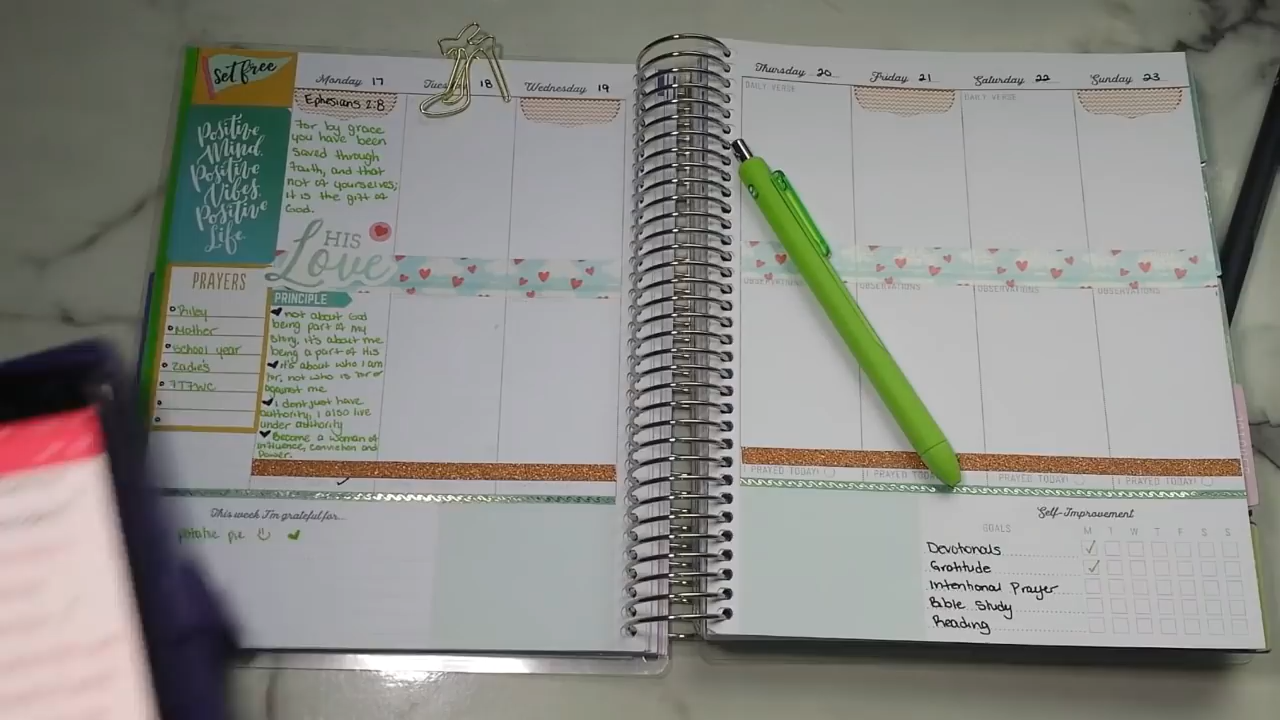 set free
Monday 17
18
Wednesday 19
Thursday 20
Friday 21
Saturday 22
Sunday 23
Ephesians 2:8
DAILY VERSE
DAILY VERSE
Positive
Mind.
Positive
Vibes.
Positive
Life.
For by grace
you have been
saved through
faith, and that
not of yourselves;
it is the gift of
God.
HIS
Love
PRAYERS
Riley
Mother
School year
Zadie's
7T7WC
PRINCIPLE
not about God
being part of my
story, it's about me
being a part of His
it's about who I am
for, not who is for or
against me
I dont just have
authority, I also live
under authority
Become a woman of
influence, conviction and
power.
OBSERVATIONS
OBSERVATIONS
OBSERVATIONS
OBSERVATIONS
I PRAYED TODAY!
I PRAYED TODAY!
I PRAYED TODAY!
I PRAYED TODAY!
This week I'm grateful for...
pie
Self-Improvement
GOALS M T W T F S S
Devotionals
Gratitude
Intentional Prayer
Bible Study
Reading